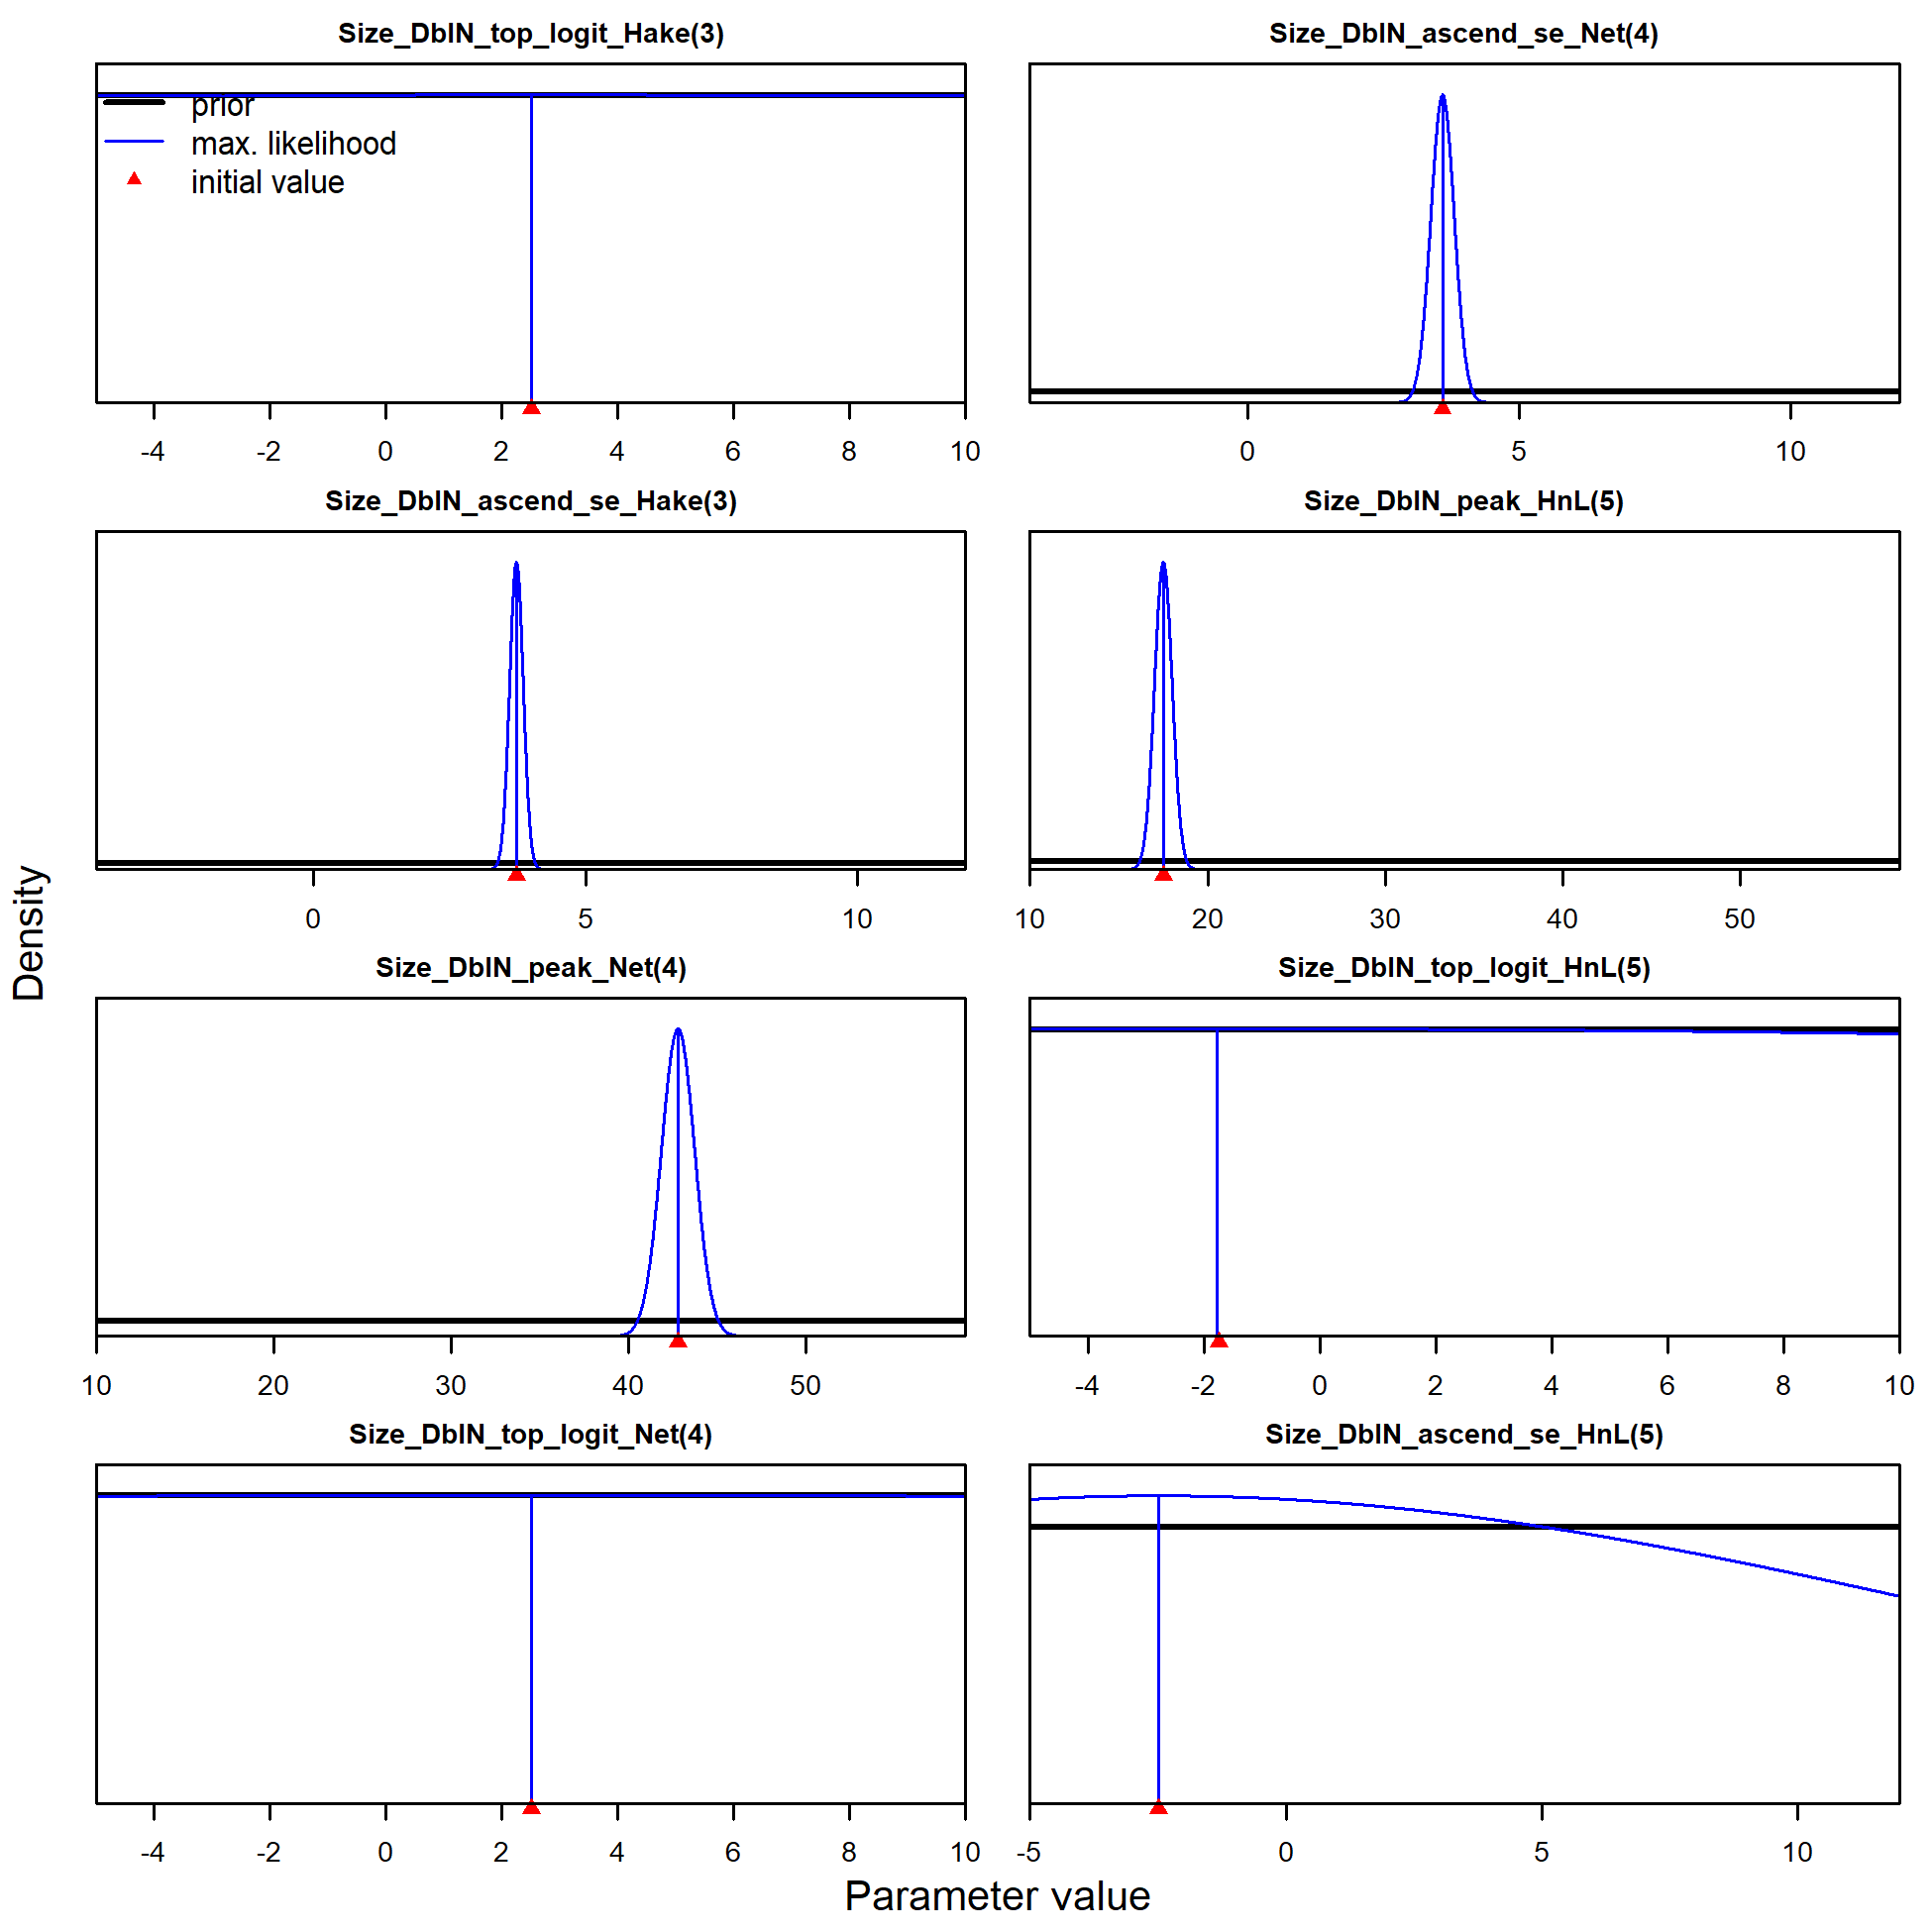 Size_DblN_top_logit_Hake(3)
prior
max. likelihood
initial value
-4 -2 0 2 4 6 8 10
Size_DblN_ascend_se_Net(4)
0 5 10
Size_DblN_ascend_se_Hake(3)
0 5 10
Size_DblN_peak_HnL(5)
10 20 30 40 50
Size_DblN_peak_Net(4)
10 20 30 40 50
Size_DblN_top_logit_HnL(5)
-4 -2 0 2 4 6 8 10
Size_DblN_top_logit_Net(4)
-4 -2 0 2 4 6 8 10
Size_DblN_ascend_se_HnL(5)
-5 0 5 10
Density
Parameter value